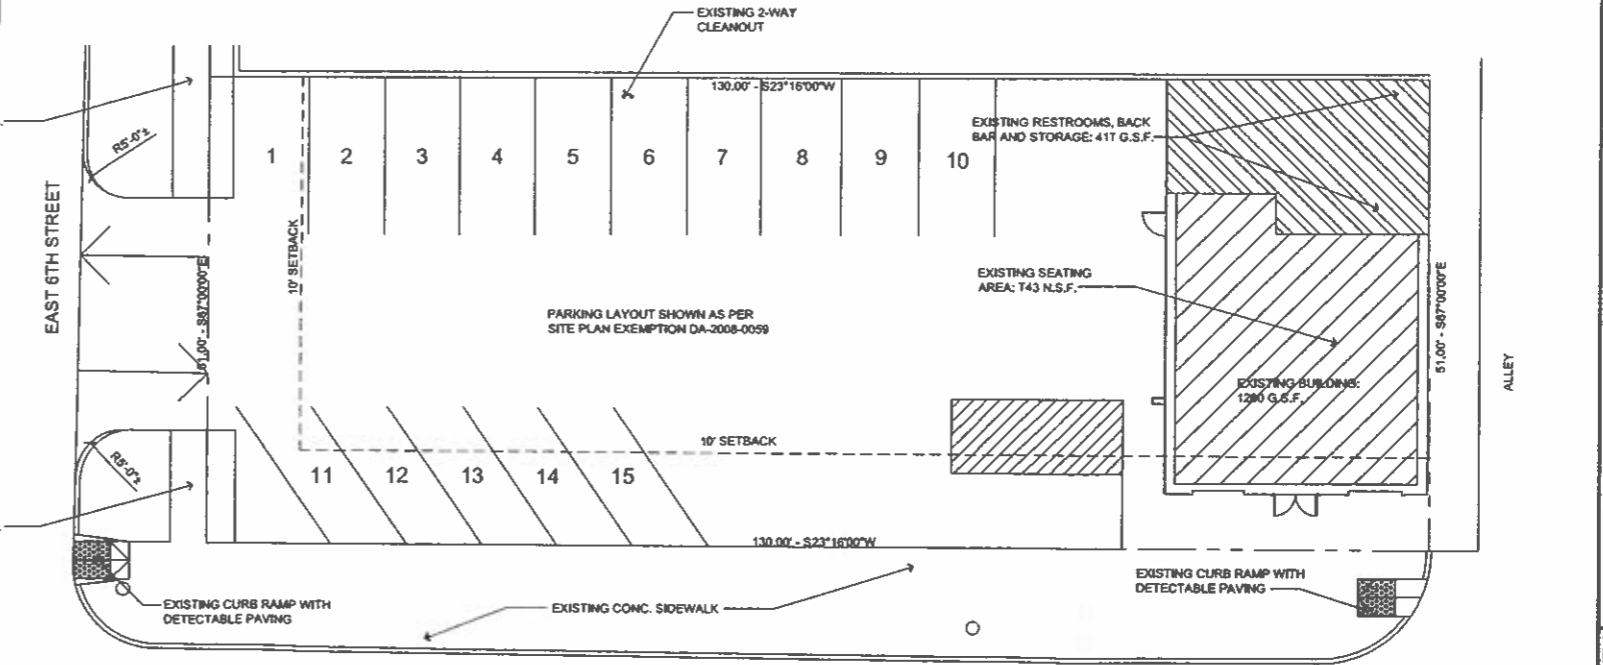 EXISTING 2-WAY
CLEANOUT
130.00' - S23°16'00"W
R5'-0"±
EXISTING RESTROOMS, BACK
BAR AND STORAGE: 417 G.S.F.
1
2
3
4
5
6
7
8
9
10
EAST 6TH STREET
10' SETBACK
51.00' - S67°00'00"E
EXISTING SEATING
AREA: 743 N.S.F.
PARKING LAYOUT SHOWN AS PER
SITE PLAN EXEMPTION DA-2008-0059
51.00' - S67°00'00"E
ALLEY
EXISTING BUILDING:
1280 G.S.F.
10' SETBACK
R5'-0"±
11
12
13
14
15
130.00' - S23°16'00"W
EXISTING CURB RAMP WITH
DETECTABLE PAVING
EXISTING CURB RAMP WITH
DETECTABLE PAVING
EXISTING CONC. SIDEWALK